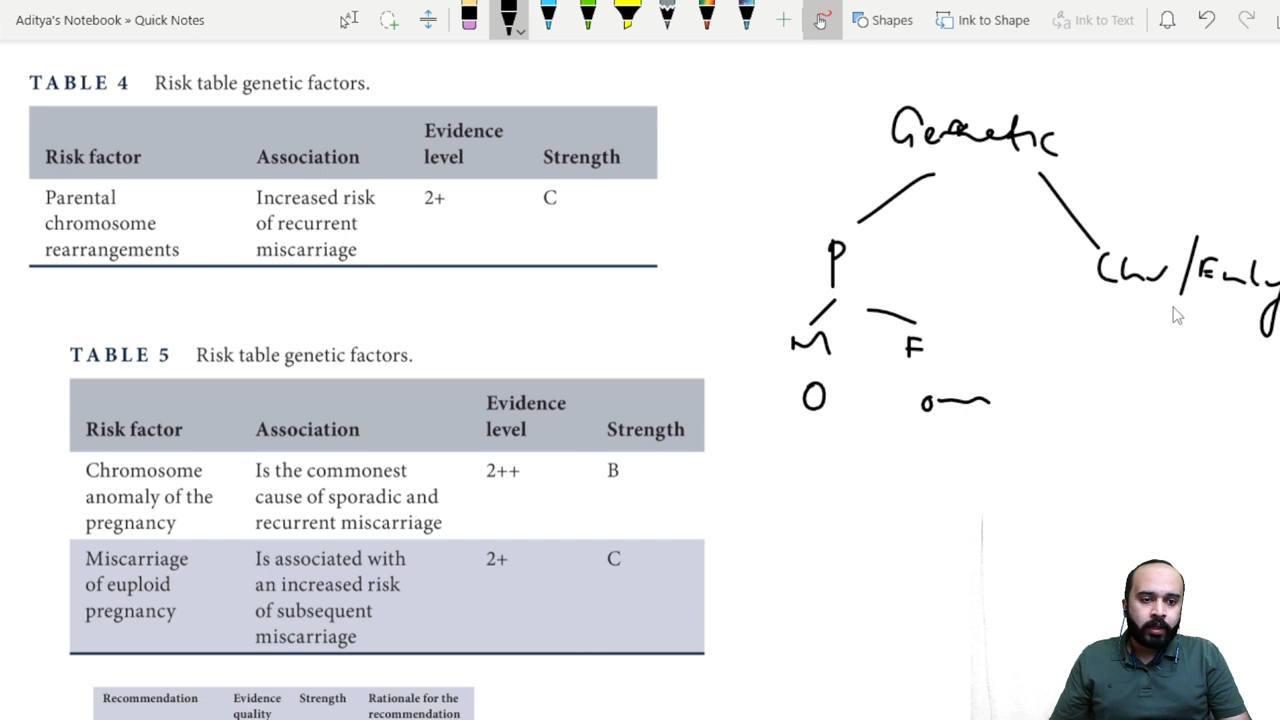 Aditya's Notebook » Quick Notes
Shapes
Ink to Shape
Ink to Text
TABLE 4 Risk table genetic factors.
Risk factor Association Evidence level Strength
Parental Increased risk 2+ C
chromosome of recurrent
rearrangements miscarriage
TABLE 5 Risk table genetic factors.
Risk factor Association Evidence level Strength
Chromosome Is the commonest 2++ B
anomaly of the cause of sporadic and
pregnancy recurrent miscarriage
Miscarriage Is associated with 2+ C
of euploid an increased risk
pregnancy of subsequent
miscarriage
Recommendation Evidence Strength Rationale for the
quality recommendation
Genetic
P
M F